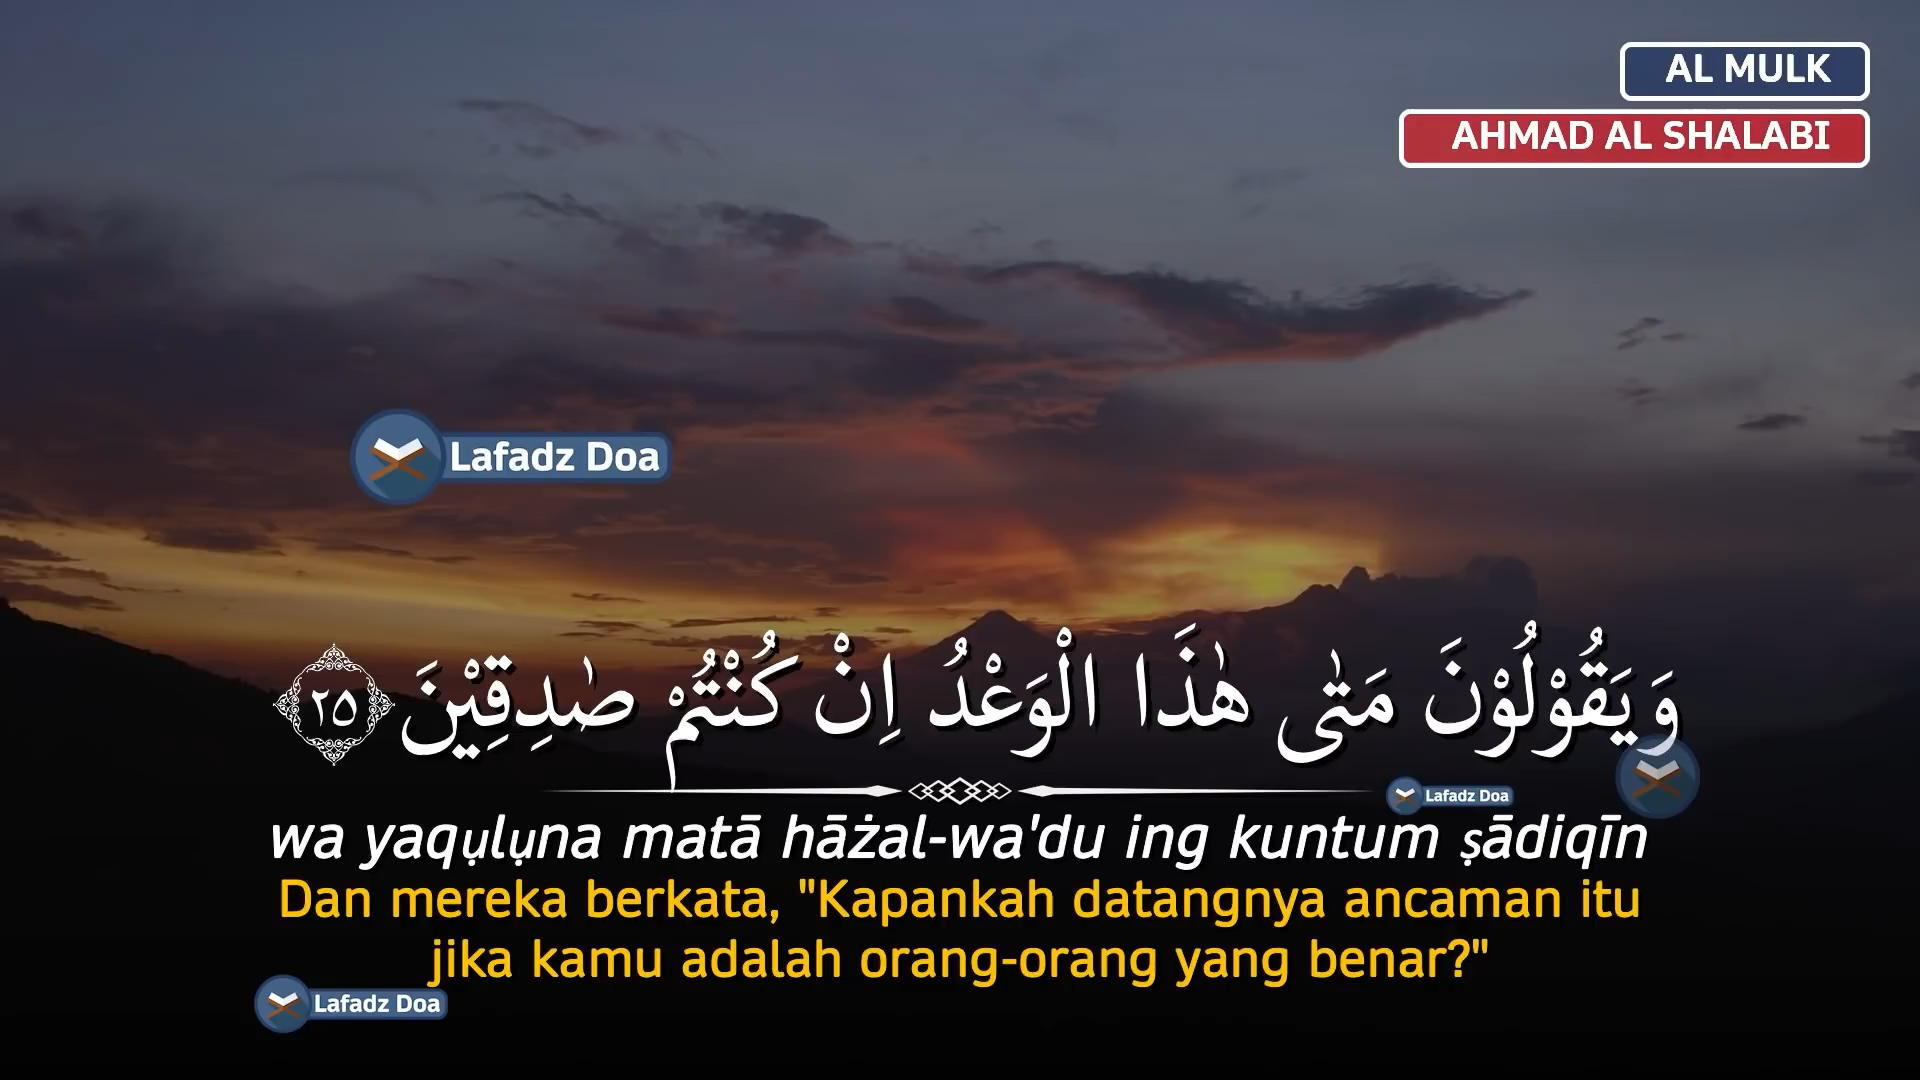 AL MULK
AHMAD AL SHALABI
Lafadz Doa
وَيَقُوْلُوْنَ مَتٰى هٰذَا الْوَعْدُ اِنْ كُنْتُمْ صٰدِقِيْنَ ٢٥
Lafadz Doa
wa yaqụlụna matā hāżal-wa'du ing kuntum ṣādiqīn
Dan mereka berkata, "Kapankah datangnya ancaman itu
jika kamu adalah orang-orang yang benar?"
Lafadz Doa